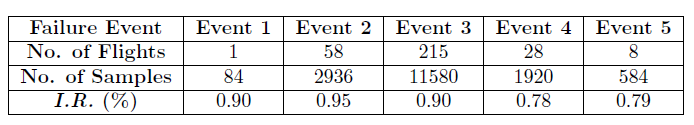 Failure Event Event 1 Event 2 Event 3 Event 4 Event 5
No. of Flights 1 58 215 28 8
No. of Samples 84 2936 11580 1920 584
I.R. (%) 0.90 0.95 0.90 0.78 0.79